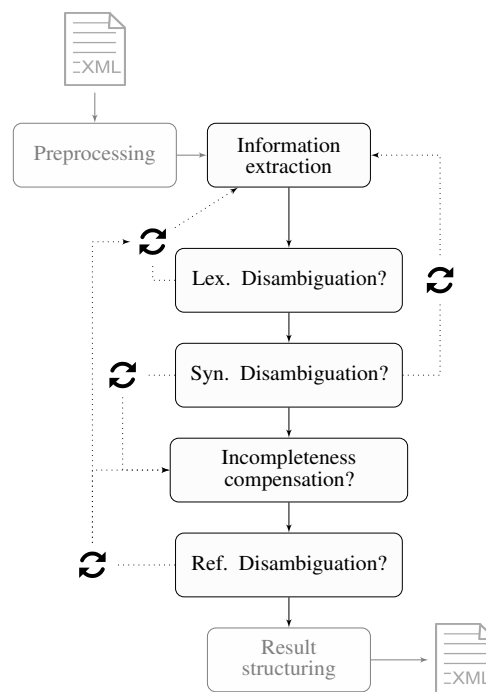 XML
Preprocessing
Information
extraction
Lex. Disambiguation?
Syn. Disambiguation?
Incompleteness
compensation?
Ref. Disambiguation?
Result
structuring
XML